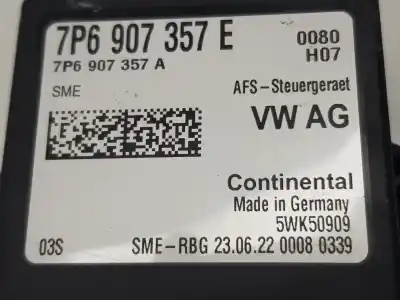 7P6 907 357 E
0080
7P6 907 357 A
H07
SME
AFS-Steuergeraet
VW AG
Continental
Made in Germany
5WK50909
03S
SME-RBG 23.06.22 0008 0339